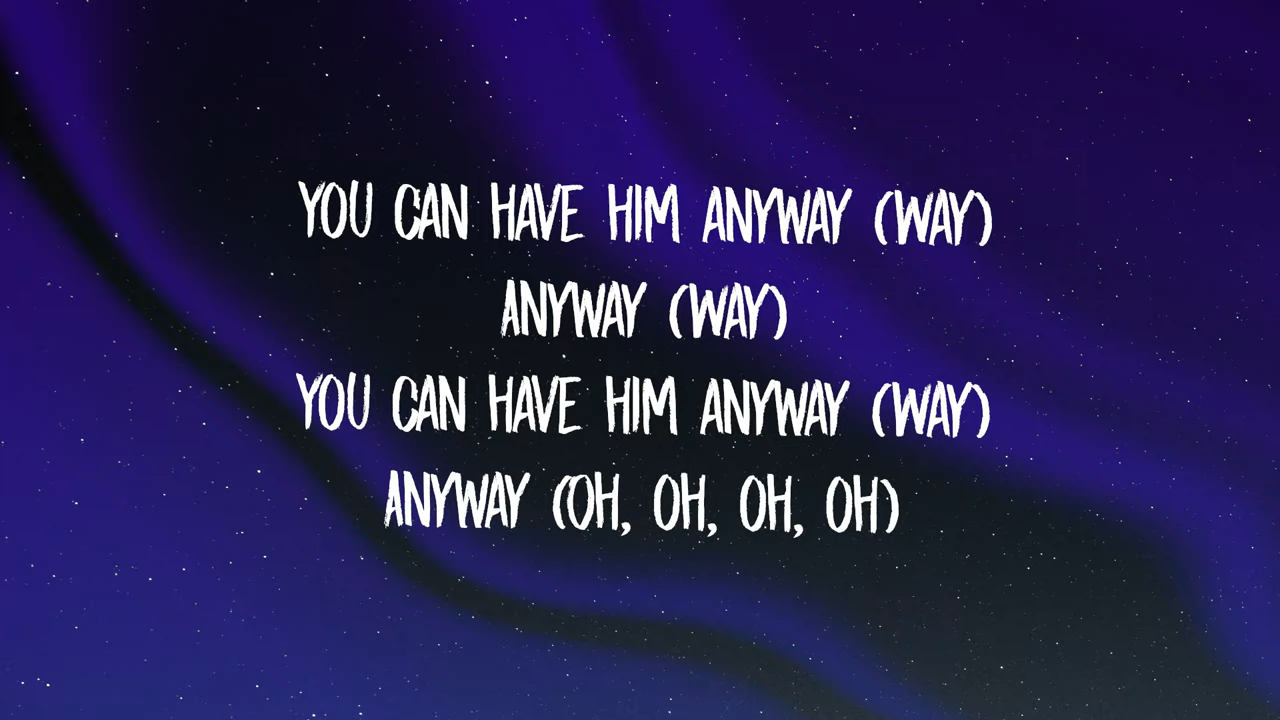 YOU CAN HAVE HIM ANYWAY (WAY)
ANYWAY (WAY)
YOU CAN HAVE HIM ANYWAY (WAY)
ANYWAY (OH, OH, OH, OH)